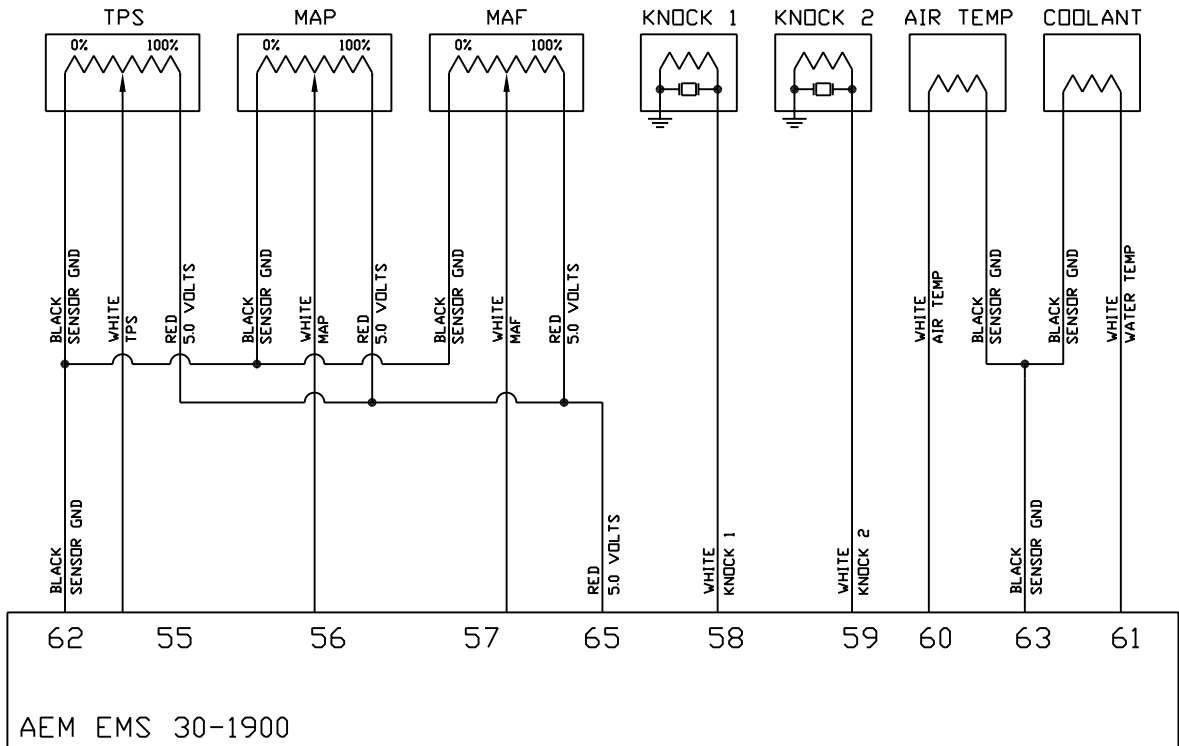 TPS
MAP
MAF
KNOCK 1
KNOCK 2
AIR TEMP
COOLANT
0%
100%
0%
100%
0%
100%
BLACK
SENSOR GND
WHITE
TPS
RED
5.0 VOLTS
BLACK
SENSOR GND
WHITE
MAP
RED
5.0 VOLTS
BLACK
SENSOR GND
WHITE
MAF
RED
5.0 VOLTS
WHITE
AIR TEMP
BLACK
SENSOR GND
BLACK
SENSOR GND
WHITE
WATER TEMP
BLACK
SENSOR GND
RED
5.0 VOLTS
WHITE
KNOCK 1
WHITE
KNOCK 2
BLACK
SENSOR GND
62
55
56
57
65
58
59
60
63
61
AEM EMS 30-1900